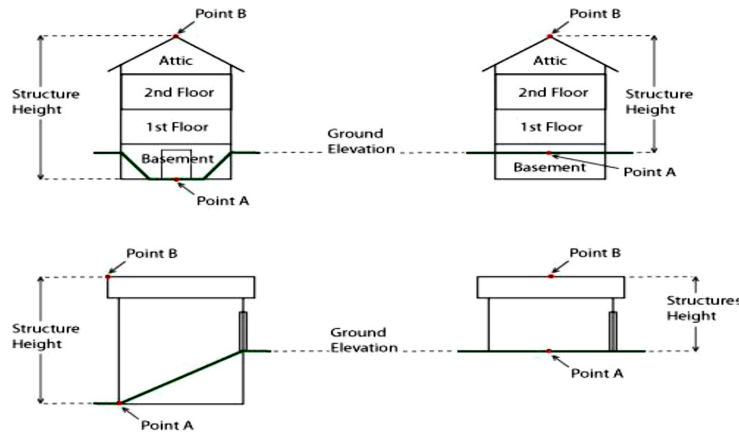 Point B
Attic
2nd Floor
1st Floor
Basement
Structure
Height
Point A
Ground
Elevation
Point B
Attic
2nd Floor
1st Floor
Basement
Structure
Height
Point A
Point B
Structure
Height
Point A
Ground
Elevation
Point B
Structures
Height
Point A